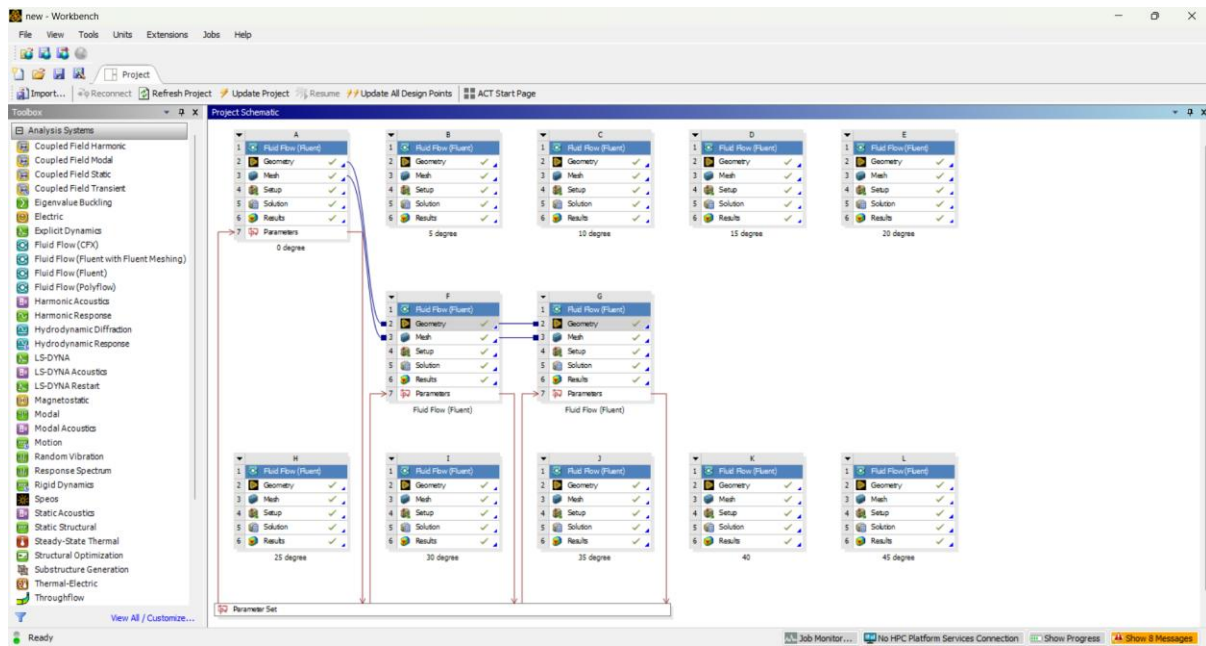 new - Workbench
File View Tools Units Extensions Jobs Help
Project
Import... Reconnect Refresh Project Update Project Resume Update All Design Points ACT Start Page
Toolbox
Project Schematic
Analysis Systems
Coupled Field Harmonic
Coupled Field Modal
Coupled Field Static
Coupled Field Transient
Eigenvalue Buckling
Electric
Explicit Dynamics
Fluid Flow (CFX)
Fluid Flow (Fluent with Fluent Meshing)
Fluid Flow (Fluent)
Fluid Flow (Polyflow)
Harmonic Acoustics
Harmonic Response
Hydrodynamic Diffraction
Hydrodynamic Response
LS-DYNA
LS-DYNA Acoustics
LS-DYNA Restart
Magnetostatic
Modal
Modal Acoustics
Motion
Random Vibration
Response Spectrum
Rigid Dynamics
Speos
Static Acoustics
Static Structural
Steady-State Thermal
Structural Optimization
Substructure Generation
Thermal-Electric
Throughflow
View All / Customize...
A
1 Fluid Flow (Fluent)
2 Geometry
3 Mesh
4 Setup
5 Solution
6 Results
7 Parameters
0 degree
B
1 Fluid Flow (Fluent)
2 Geometry
3 Mesh
4 Setup
5 Solution
6 Results
5 degree
C
1 Fluid Flow (Fluent)
2 Geometry
3 Mesh
4 Setup
5 Solution
6 Results
10 degree
D
1 Fluid Flow (Fluent)
2 Geometry
3 Mesh
4 Setup
5 Solution
6 Results
15 degree
E
1 Fluid Flow (Fluent)
2 Geometry
3 Mesh
4 Setup
5 Solution
6 Results
20 degree
F
1 Fluid Flow (Fluent)
2 Geometry
3 Mesh
4 Setup
5 Solution
6 Results
7 Parameters
Fluid Flow (Fluent)
G
1 Fluid Flow (Fluent)
2 Geometry
3 Mesh
4 Setup
5 Solution
6 Results
7 Parameters
Fluid Flow (Fluent)
H
1 Fluid Flow (Fluent)
2 Geometry
3 Mesh
4 Setup
5 Solution
6 Results
25 degree
I
1 Fluid Flow (Fluent)
2 Geometry
3 Mesh
4 Setup
5 Solution
6 Results
30 degree
J
1 Fluid Flow (Fluent)
2 Geometry
3 Mesh
4 Setup
5 Solution
6 Results
35 degree
K
1 Fluid Flow (Fluent)
2 Geometry
3 Mesh
4 Setup
5 Solution
6 Results
40
L
1 Fluid Flow (Fluent)
2 Geometry
3 Mesh
4 Setup
5 Solution
6 Results
45 degree
Parameter Set
Ready
Job Monitor... No HPC Platform Services Connection Show Progress Show 8 Messages